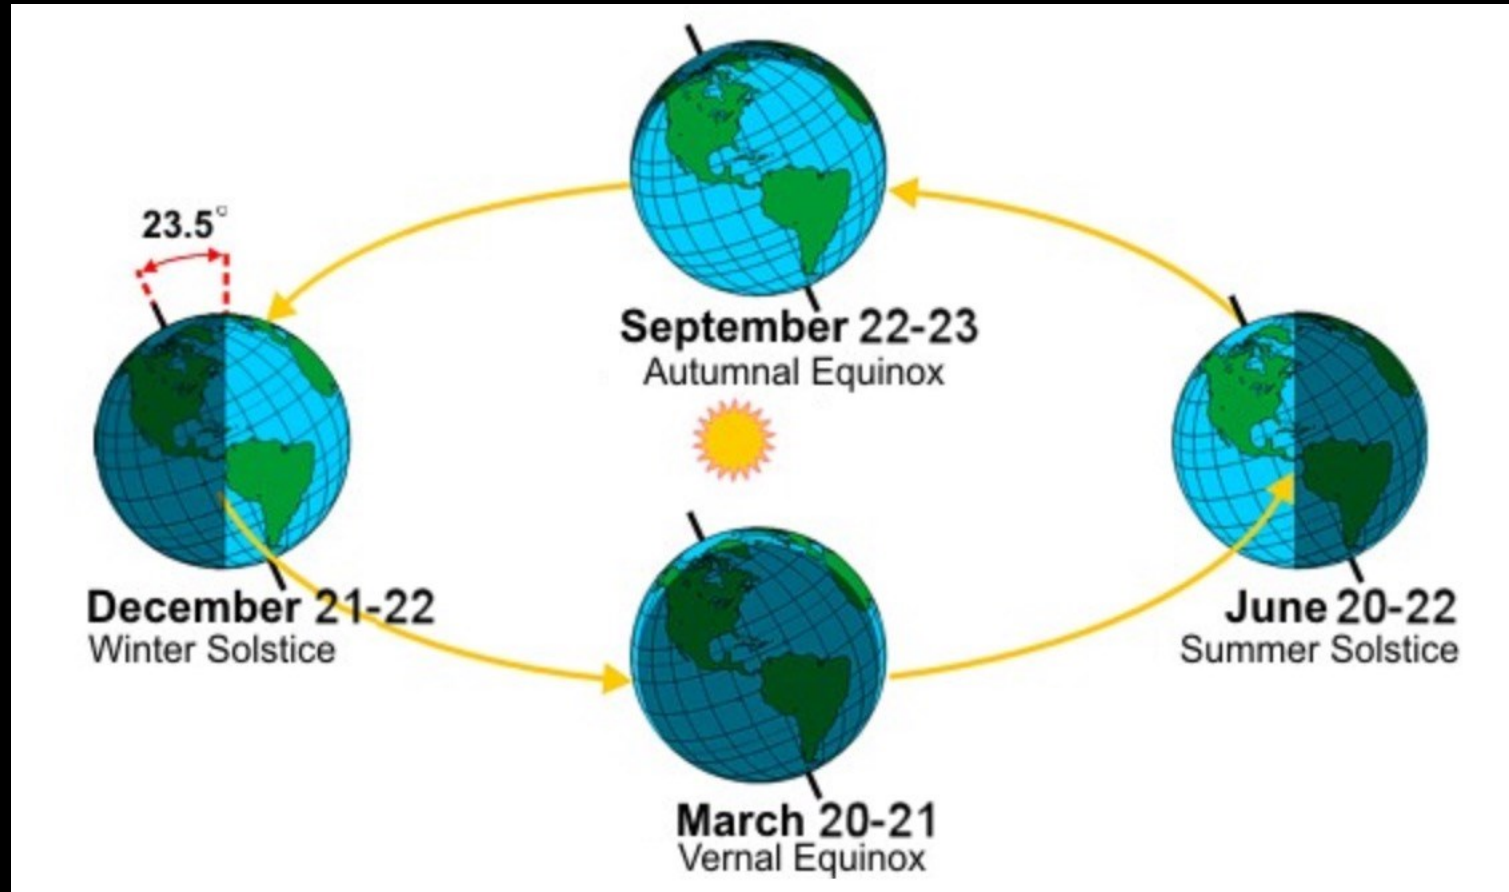 September 22-23
Autumnal Equinox
23.5°
December 21-22
Winter Solstice
June 20-22
Summer Solstice
March 20-21
Vernal Equinox